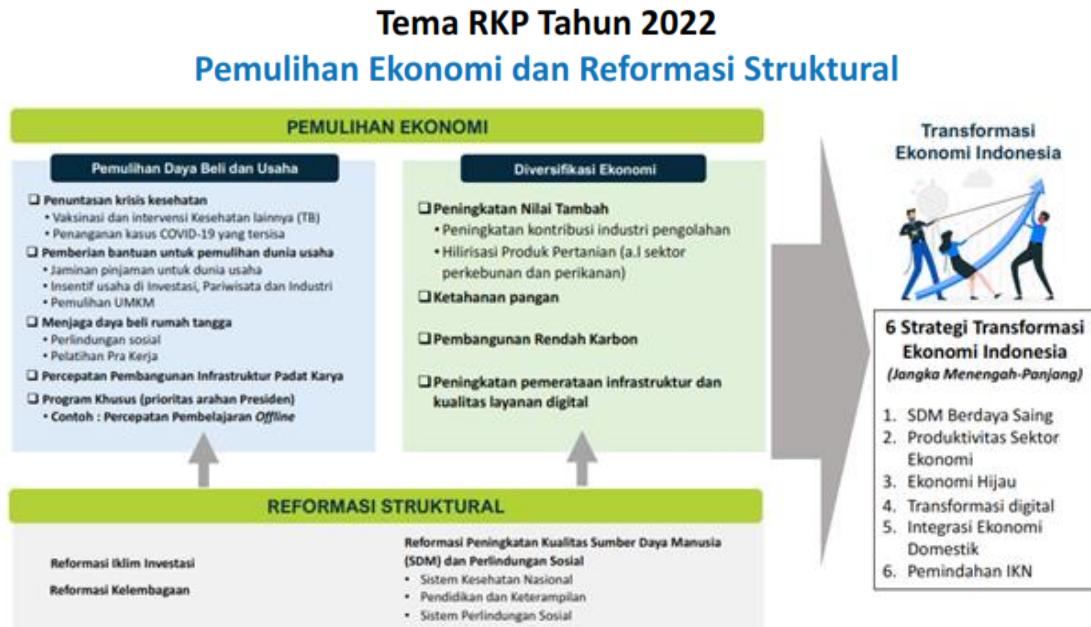 Tema RKP Tahun 2022
Pemulihan Ekonomi dan Reformasi Struktural
PEMULIHAN EKONOMI
Pemulihan Daya Beli dan Usaha
❑ Penuntasan krisis kesehatan
• Vaksinasi dan intervensi Kesehatan lainnya (TB)
• Penanganan kasus COVID-19 yang tersisa
❑ Pemberian bantuan untuk pemulihan dunia usaha
• Jaminan pinjaman untuk dunia usaha
• Insentif usaha di Investasi, Pariwisata dan Industri
• Pemulihan UMKM
❑ Menjaga daya beli rumah tangga
• Perlindungan sosial
• Pelatihan Pra Kerja
❑ Percepatan Pembangunan Infrastruktur Padat Karya
❑ Program Khusus (prioritas arahan Presiden)
• Contoh : Percepatan Pembelajaran Offline
Diversifikasi Ekonomi
❑ Peningkatan Nilai Tambah
• Peningkatan kontribusi industri pengolahan
• Hilirisasi Produk Pertanian (a.l sektor
perkebunan dan perikanan)
❑ Ketahanan pangan
❑ Pembangunan Rendah Karbon
❑ Peningkatan pemerataan infrastruktur dan
kualitas layanan digital
REFORMASI STRUKTURAL
Reformasi Iklim Investasi
Reformasi Kelembagaan
Reformasi Peningkatan Kualitas Sumber Daya Manusia
(SDM) dan Perlindungan Sosial
• Sistem Kesehatan Nasional
• Pendidikan dan Keterampilan
• Sistem Perlindungan Sosial
Transformasi
Ekonomi Indonesia
6 Strategi Transformasi
Ekonomi Indonesia
(Jangka Menengah-Panjang)
1. SDM Berdaya Saing
2. Produktivitas Sektor
Ekonomi
3. Ekonomi Hijau
4. Transformasi digital
5. Integrasi Ekonomi
Domestik
6. Pemindahan IKN